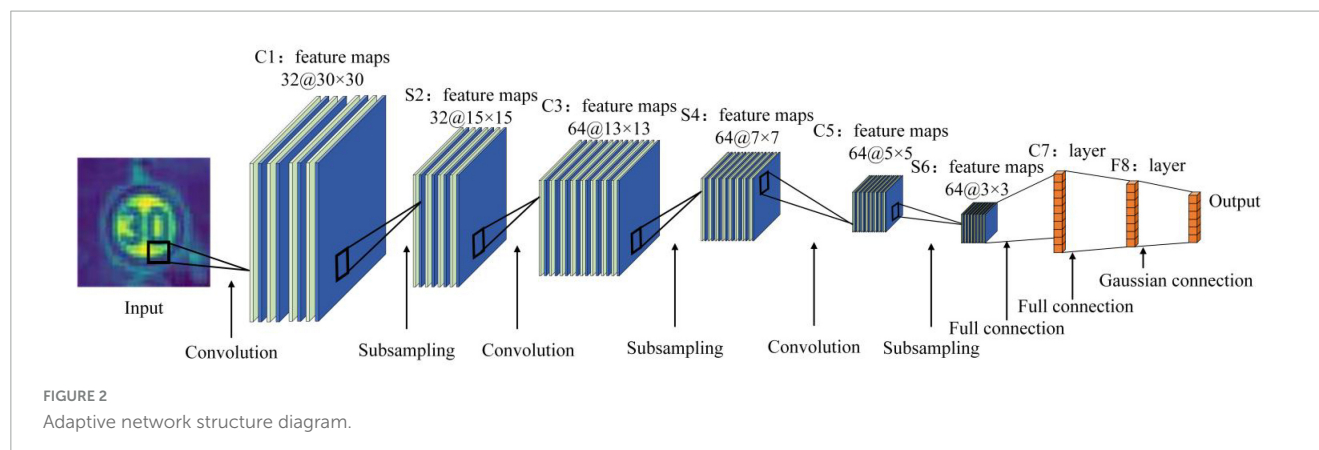 C1：feature maps
32@30×30
S2：feature maps
32@15×15
C3：feature maps
64@13×13
S4：feature maps
64@7×7
C5：feature maps
64@5×5
S6：feature maps
64@3×3
C7：layer
F8：layer
Output
30
Input
Convolution
Subsampling
Convolution
Subsampling
Convolution
Subsampling
Full connection
Full connection
Gaussian connection
FIGURE 2
Adaptive network structure diagram.